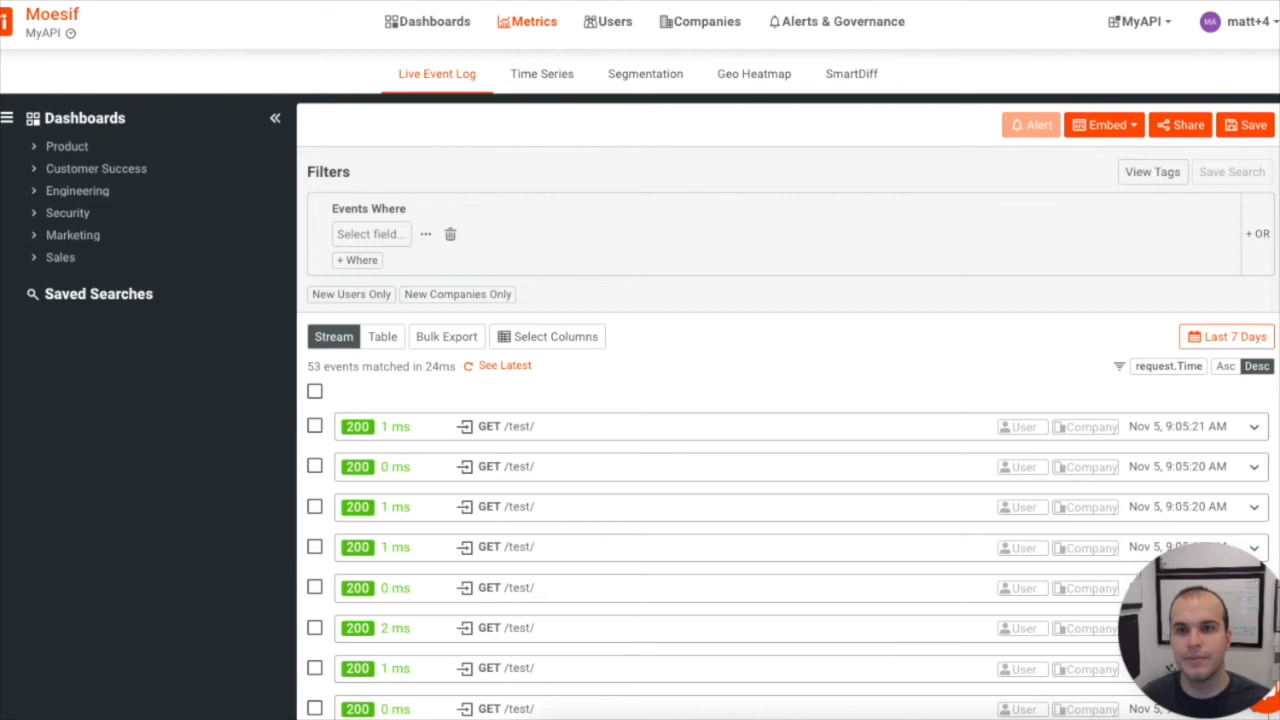 Moesif
MyAPI
Dashboards
Metrics
Users
Companies
Alerts & Governance
MyAPI
MA
matt+4
Live Event Log
Time Series
Segmentation
Geo Heatmap
SmartDiff
Dashboards
Product
Customer Success
Engineering
Security
Marketing
Sales
Saved Searches
Alert
Embed
Share
Save
Filters
View Tags
Save Search
Events Where
Select field...
+ Where
+ OR
New Users Only
New Companies Only
Stream
Table
Bulk Export
Select Columns
Last 7 Days
53 events matched in 24ms
See Latest
request.Time
Asc
Desc
200 1 ms GET /test/ User Company Nov 5, 9:05:21 AM
200 0 ms GET /test/ User Company Nov 5, 9:05:20 AM
200 1 ms GET /test/ User Company Nov 5, 9:05:20 AM
200 1 ms GET /test/ User Company Nov 5,
200 0 ms GET /test/ User Company
200 2 ms GET /test/ User Company
200 1 ms GET /test/ User Company
200 0 ms GET /test/ User Company